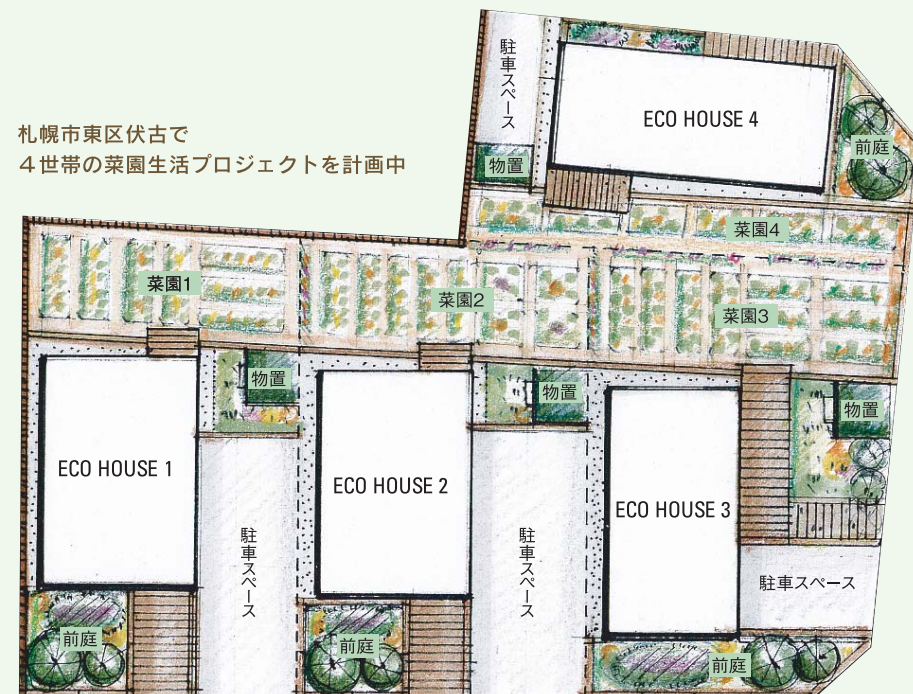 札幌市東区伏古で
４世帯の菜園生活プロジェクトを計画中
駐車スペース
ECO HOUSE 4
前庭
物置
菜園4
菜園1
菜園2
菜園3
物置
物置
物置
ECO HOUSE 1
ECO HOUSE 2
ECO HOUSE 3
駐車スペース
駐車スペース
駐車スペース
前庭
前庭
前庭